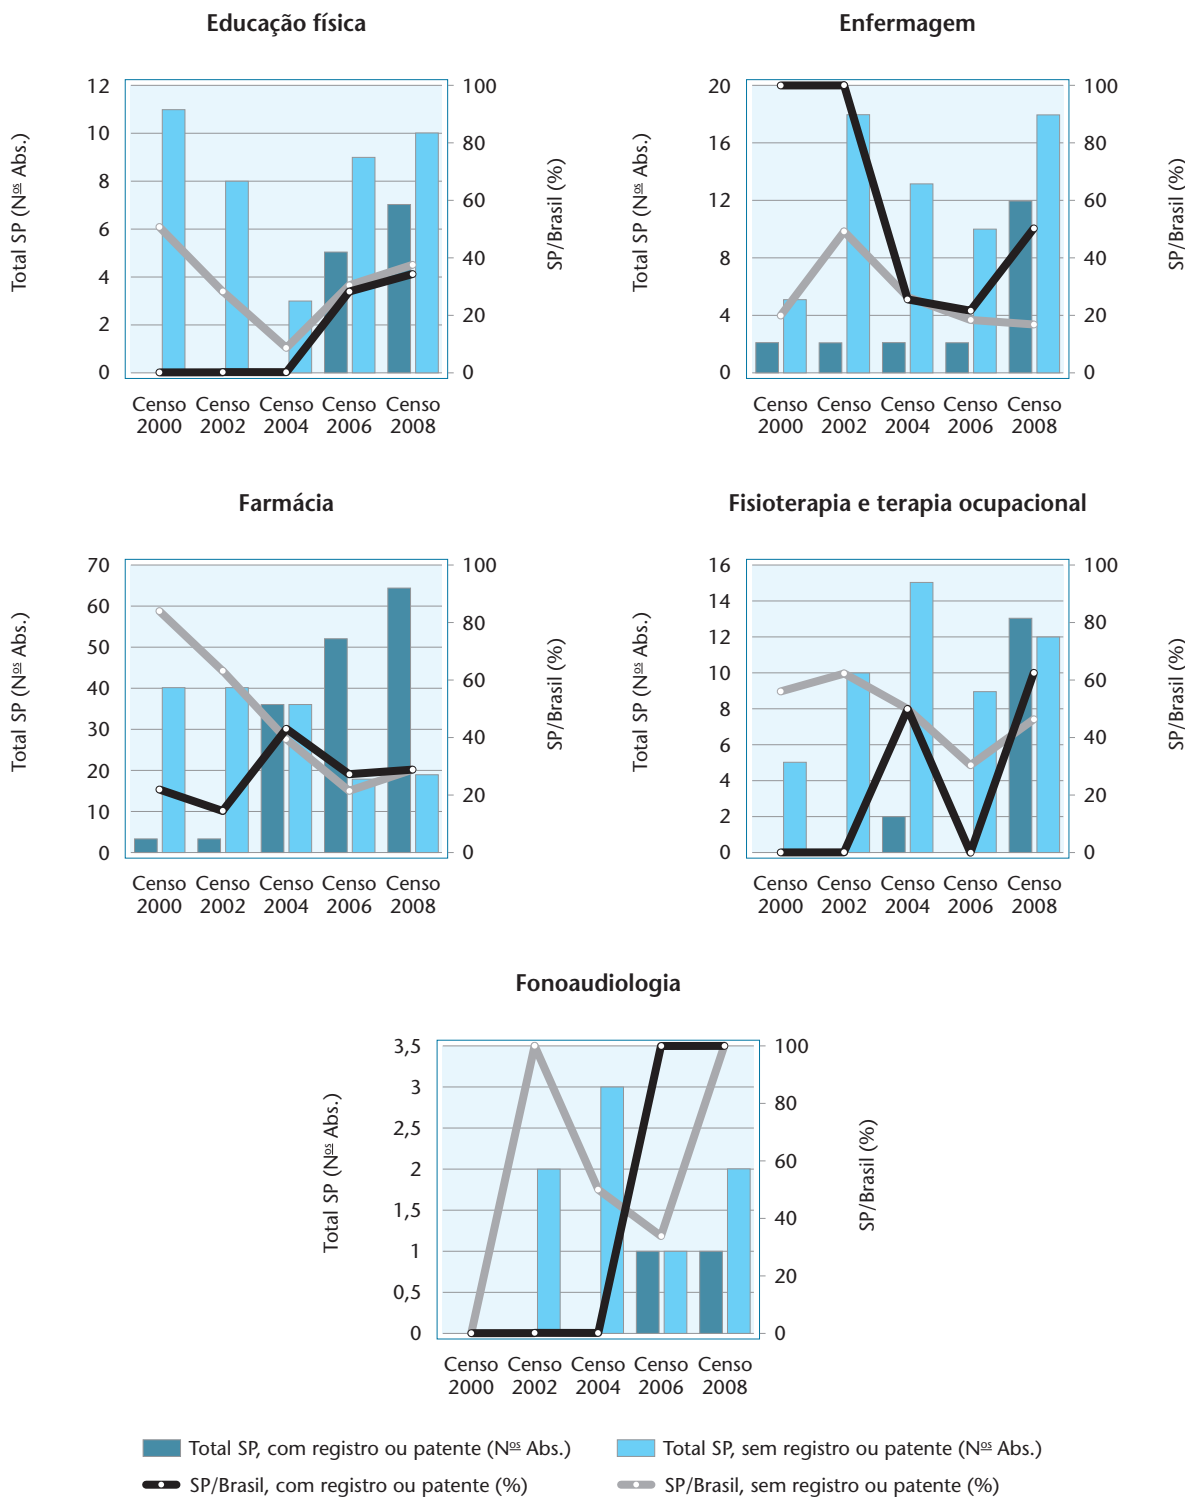 Educação física
Total SP (Nºs Abs.)
12
10
8
6
4
2
0
100
80
60
40
20
0
SP/Brasil (%)
Censo 2000
Censo 2002
Censo 2004
Censo 2006
Censo 2008
Enfermagem
Total SP (Nºs Abs.)
20
16
12
8
4
0
100
80
60
40
20
0
SP/Brasil (%)
Censo 2000
Censo 2002
Censo 2004
Censo 2006
Censo 2008
Farmácia
Total SP (Nºs Abs.)
70
60
50
40
30
20
10
0
100
80
60
40
20
0
SP/Brasil (%)
Censo 2000
Censo 2002
Censo 2004
Censo 2006
Censo 2008
Fisioterapia e terapia ocupacional
Total SP (Nºs Abs.)
16
14
12
10
8
6
4
2
0
100
80
60
40
20
0
SP/Brasil (%)
Censo 2000
Censo 2002
Censo 2004
Censo 2006
Censo 2008
Fonoaudiologia
Total SP (Nºs Abs.)
3,5
3
2,5
2
1,5
1
0,5
0
100
80
60
40
20
0
SP/Brasil (%)
Censo 2000
Censo 2002
Censo 2004
Censo 2006
Censo 2008
Total SP, com registro ou patente (Nºs Abs.)
Total SP, sem registro ou patente (Nºs Abs.)
SP/Brasil, com registro ou patente (%)
SP/Brasil, sem registro ou patente (%)